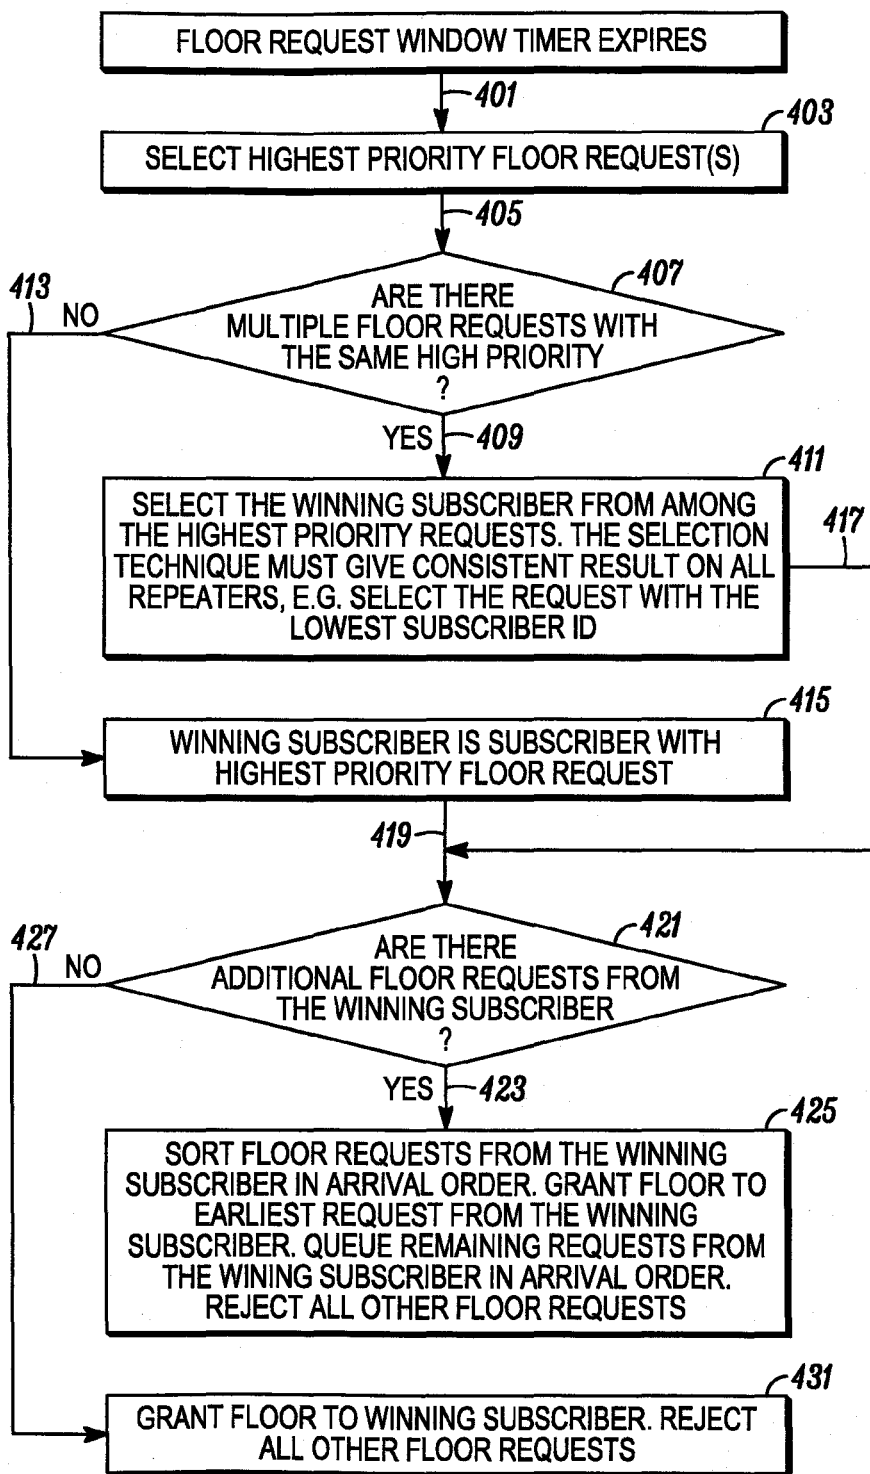 FLOOR REQUEST WINDOW TIMER EXPIRES
401
403
SELECT HIGHEST PRIORITY FLOOR REQUEST(S)
405
407
413
NO
ARE THERE
MULTIPLE FLOOR REQUESTS WITH
THE SAME HIGH PRIORITY
?
YES
409
411
SELECT THE WINNING SUBSCRIBER FROM AMONG
THE HIGHEST PRIORITY REQUESTS. THE SELECTION
TECHNIQUE MUST GIVE CONSISTENT RESULT ON ALL
REPEATERS, E.G. SELECT THE REQUEST WITH THE
LOWEST SUBSCRIBER ID
417
415
WINNING SUBSCRIBER IS SUBSCRIBER WITH
HIGHEST PRIORITY FLOOR REQUEST
419
421
427
NO
ARE THERE
ADDITIONAL FLOOR REQUESTS FROM
THE WINNING SUBSCRIBER
?
YES
423
425
SORT FLOOR REQUESTS FROM THE WINNING
SUBSCRIBER IN ARRIVAL ORDER. GRANT FLOOR TO
EARLIEST REQUEST FROM THE WINNING
SUBSCRIBER. QUEUE REMAINING REQUESTS FROM
THE WINING SUBSCRIBER IN ARRIVAL ORDER.
REJECT ALL OTHER FLOOR REQUESTS
431
GRANT FLOOR TO WINNING SUBSCRIBER. REJECT
ALL OTHER FLOOR REQUESTS